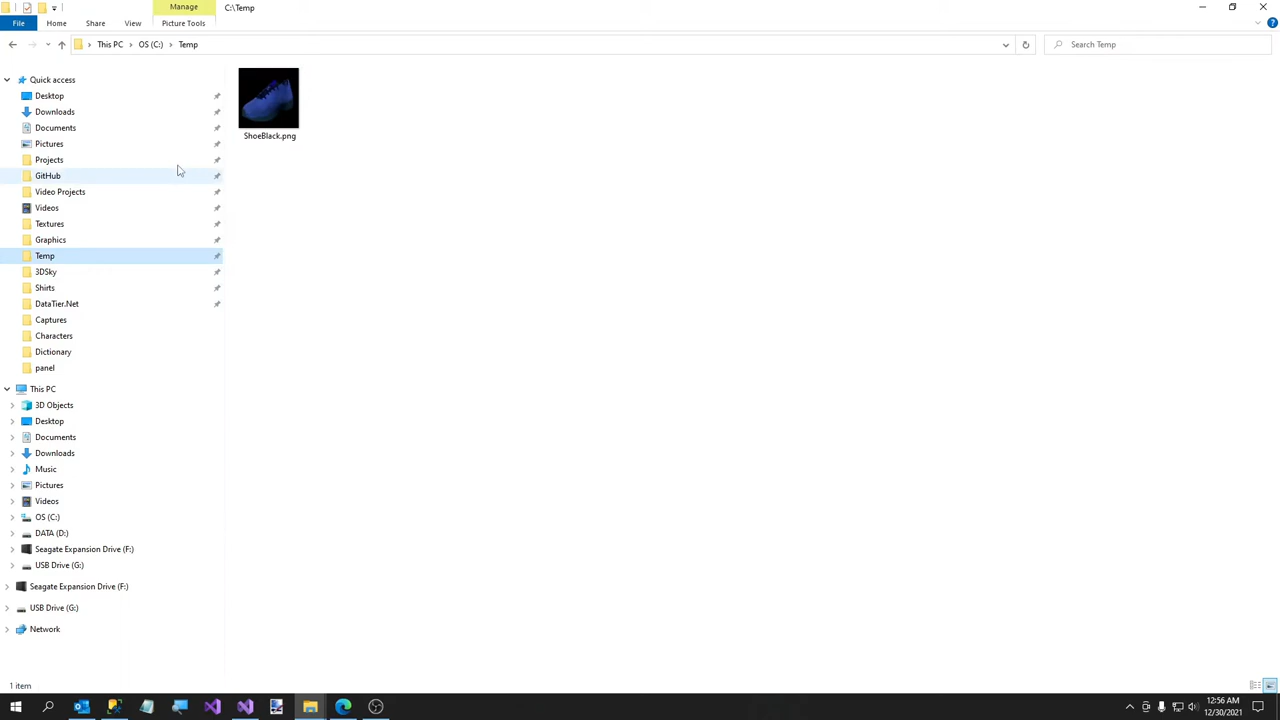 Manage
C:\Temp
File
Home
Share
View
Picture Tools
This PC
OS (C:)
Temp
Search Temp
Quick access
Desktop
Downloads
Documents
Pictures
Projects
GitHub
Video Projects
Videos
Textures
Graphics
Temp
3DSky
Shirts
DataTier.Net
Captures
Characters
Dictionary
panel
This PC
3D Objects
Desktop
Documents
Downloads
Music
Pictures
Videos
OS (C:)
DATA (D:)
Seagate Expansion Drive (F:)
USB Drive (G:)
Seagate Expansion Drive (F:)
USB Drive (G:)
Network
ShoeBlack.png
1 item
12:56 AM
12/30/2021